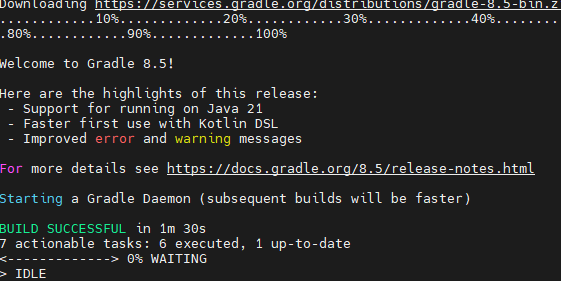 Downloading https://services.gradle.org/distributions/gradle-8.5-bin.z
............10%.............20%............30%.............40%........
.80%............90%.............100%
Welcome to Gradle 8.5!
Here are the highlights of this release:
- Support for running on Java 21
- Faster first use with Kotlin DSL
- Improved error and warning messages
For more details see https://docs.gradle.org/8.5/release-notes.html
Starting a Gradle Daemon (subsequent builds will be faster)
BUILD SUCCESSFUL in 1m 30s
7 actionable tasks: 6 executed, 1 up-to-date
<-------------> 0% WAITING
> IDLE